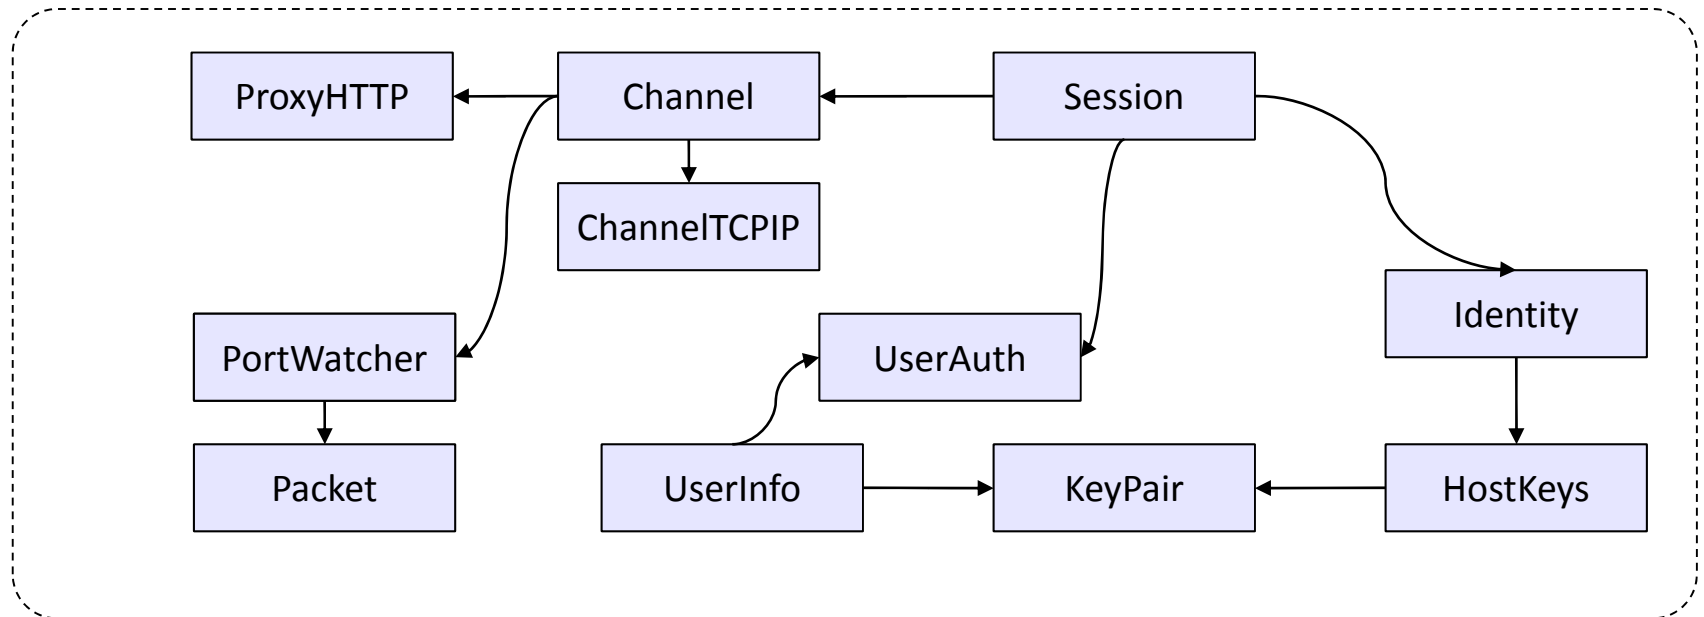 ProxyHTTP
Channel
Session
ChannelTCPIP
Identity
PortWatcher
UserAuth
Packet
UserInfo
KeyPair
HostKeys